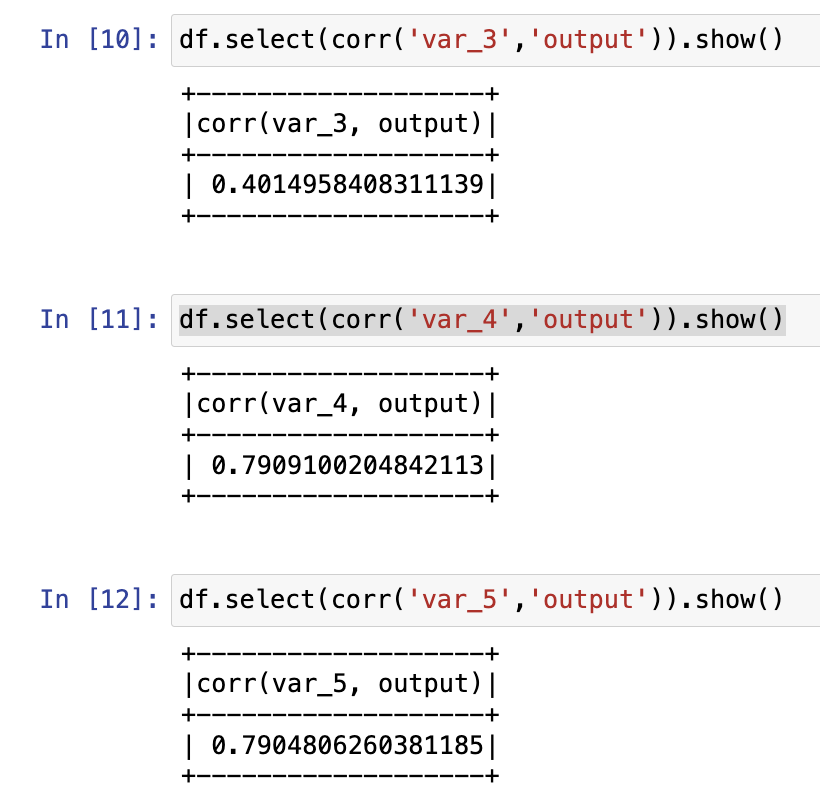 In [10]: df.select(corr('var_3','output')).show()
+-------------------+
|corr(var_3, output)|
+-------------------+
| 0.4014958408311139|
+-------------------+
In [11]: df.select(corr('var_4','output')).show()
+-------------------+
|corr(var_4, output)|
+-------------------+
| 0.7909100204842113|
+-------------------+
In [12]: df.select(corr('var_5','output')).show()
+-------------------+
|corr(var_5, output)|
+-------------------+
| 0.7904806260381185|
+-------------------+